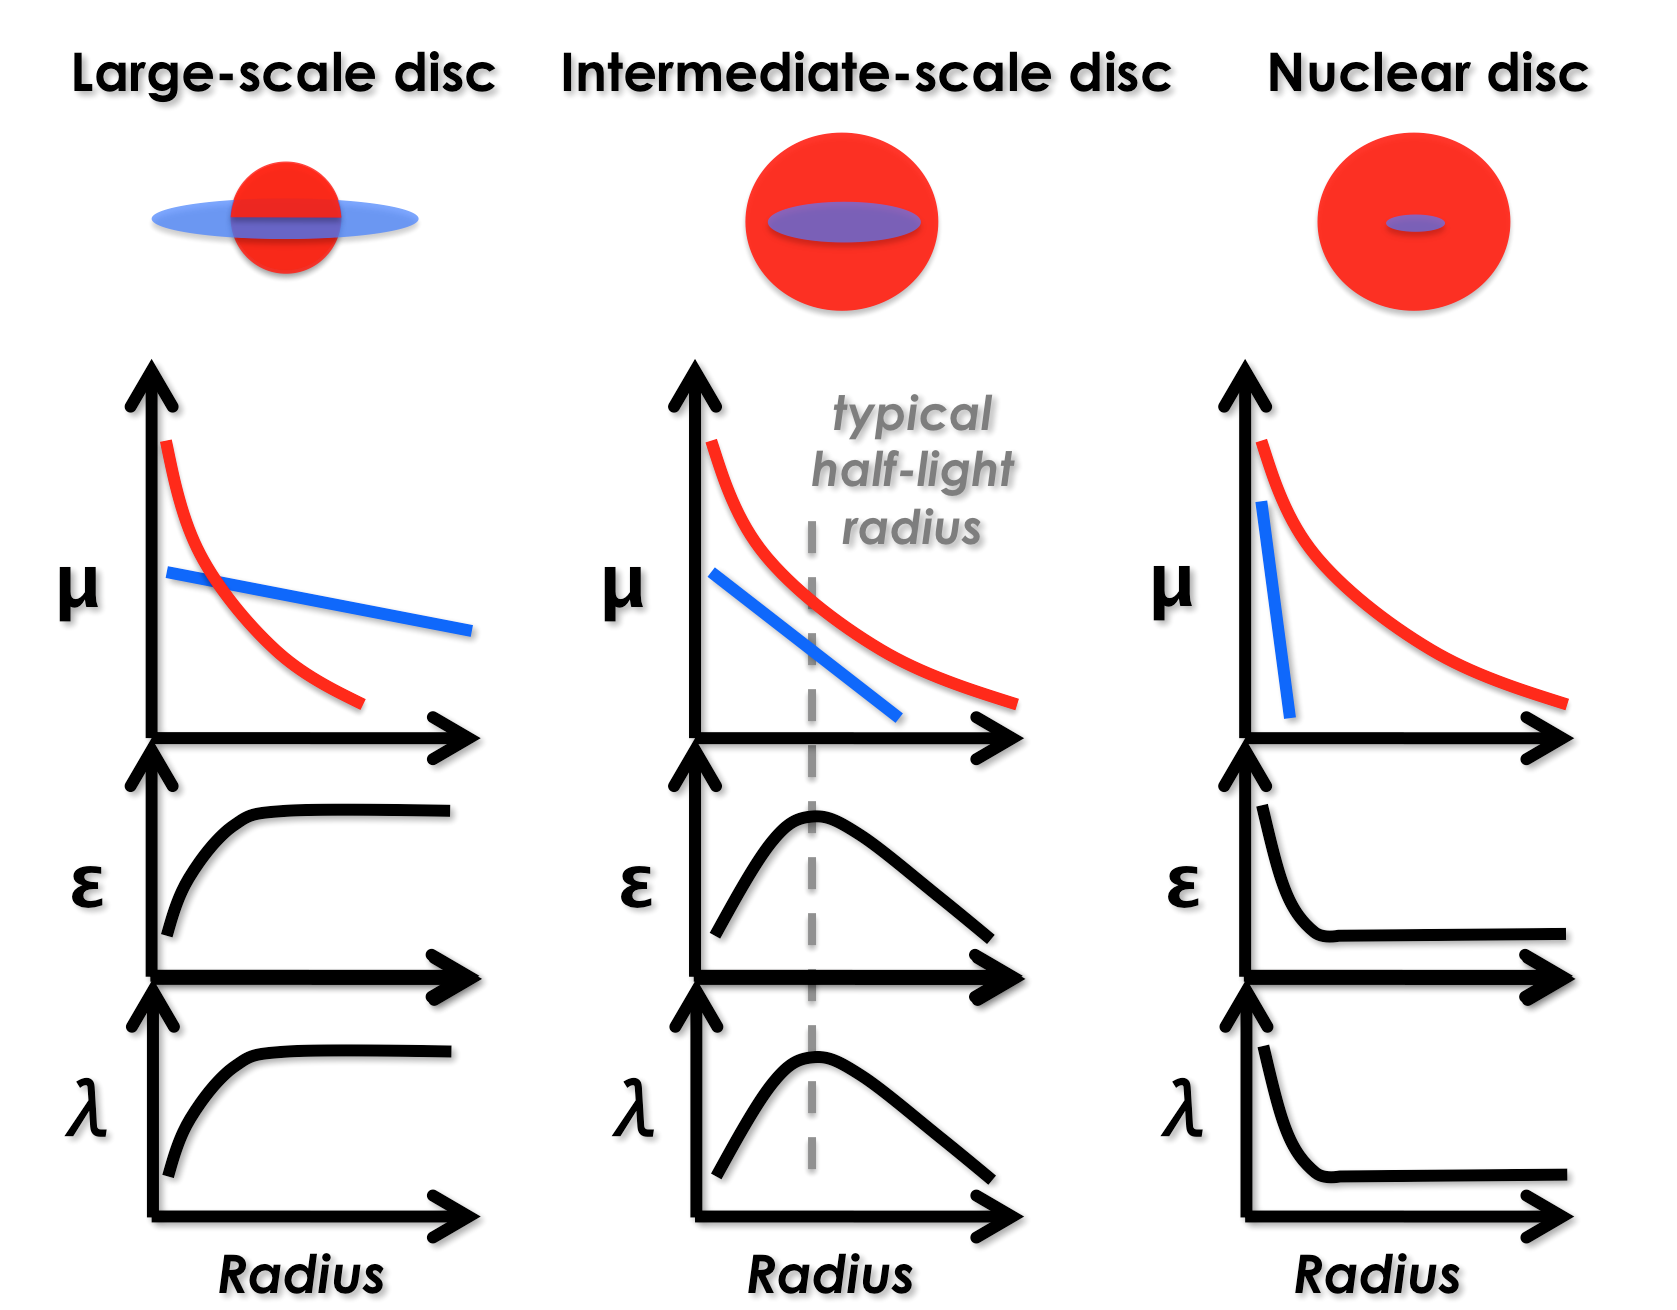 Large-scale disc
Intermediate-scale disc
Nuclear disc
typical
half-light
radius
μ
μ
μ
ε
ε
ε
λ
λ
λ
Radius
Radius
Radius